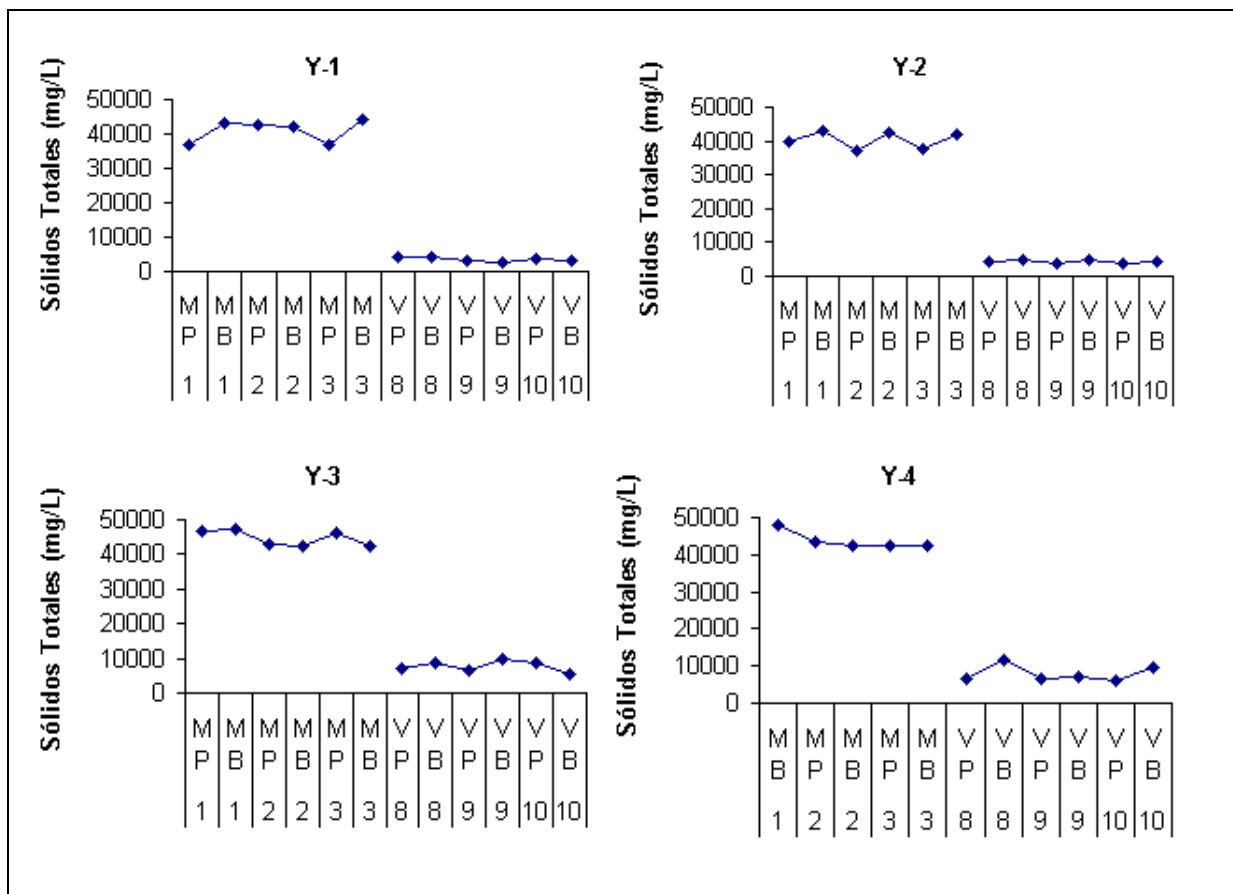 Y-1
Sólidos Totales (mg/L)
50000
40000
30000
20000
10000
0
M M M M M M V V V V V V
P B P B P B P B P B P B
1 1 2 2 3 3 8 8 9 9 10 10
Y-2
Sólidos Totales (mg/L)
50000
40000
30000
20000
10000
0
M M M M M M V V V V V V
P B P B P B P B P B P B
1 1 2 2 3 3 8 8 9 9 10 10
Y-3
Sólidos Totales (mg/L)
50000
40000
30000
20000
10000
0
M M M M M M V V V V V V
P B P B P B P B P B P B
1 1 2 2 3 3 8 8 9 9 10 10
Y-4
Sólidos Totales (mg/L)
50000
40000
30000
20000
10000
0
M M M M M V V V V V V
B P B P B P B P B P B
1 2 2 3 3 8 8 9 9 10 10